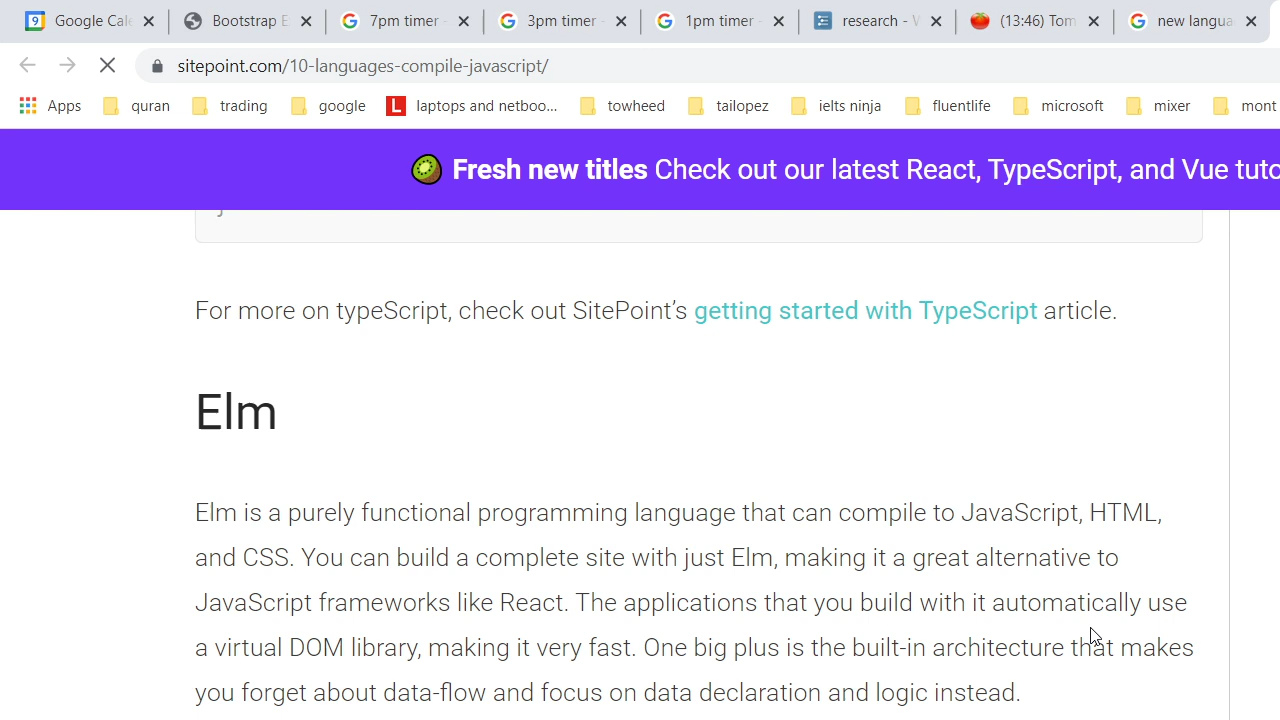 9 Google Cal
Bootstrap E
7pm timer -
3pm timer -
1pm timer -
research -
(13:46) Tom
new langua
sitepoint.com/10-languages-compile-javascript/
Apps
quran
trading
google
L laptops and netboo...
towheed
tailopez
ielts ninja
fluentlife
microsoft
mixer
mont
Fresh new titles Check out our latest React, TypeScript, and Vue tuto
For more on typeScript, check out SitePoint’s getting started with TypeScript article.
Elm
Elm is a purely functional programming language that can compile to JavaScript, HTML,
and CSS. You can build a complete site with just Elm, making it a great alternative to
JavaScript frameworks like React. The applications that you build with it automatically use
a virtual DOM library, making it very fast. One big plus is the built-in architecture that makes
you forget about data-flow and focus on data declaration and logic instead.